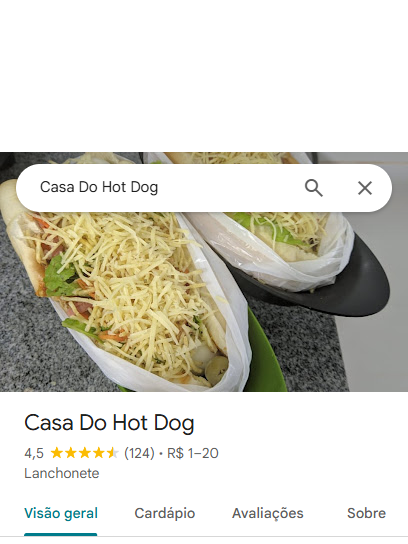 Casa Do Hot Dog
Casa Do Hot Dog
4,5 (124) • R$ 1–20
Lanchonete
Visão geral Cardápio Avaliações Sobre